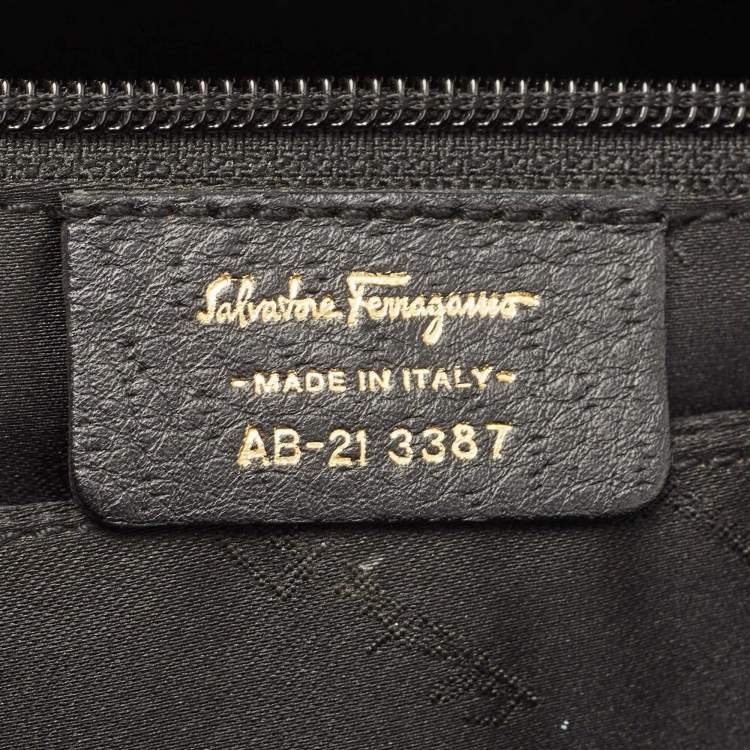 Salvatore Ferragamo
-MADE IN ITALY-
AB-21 3387